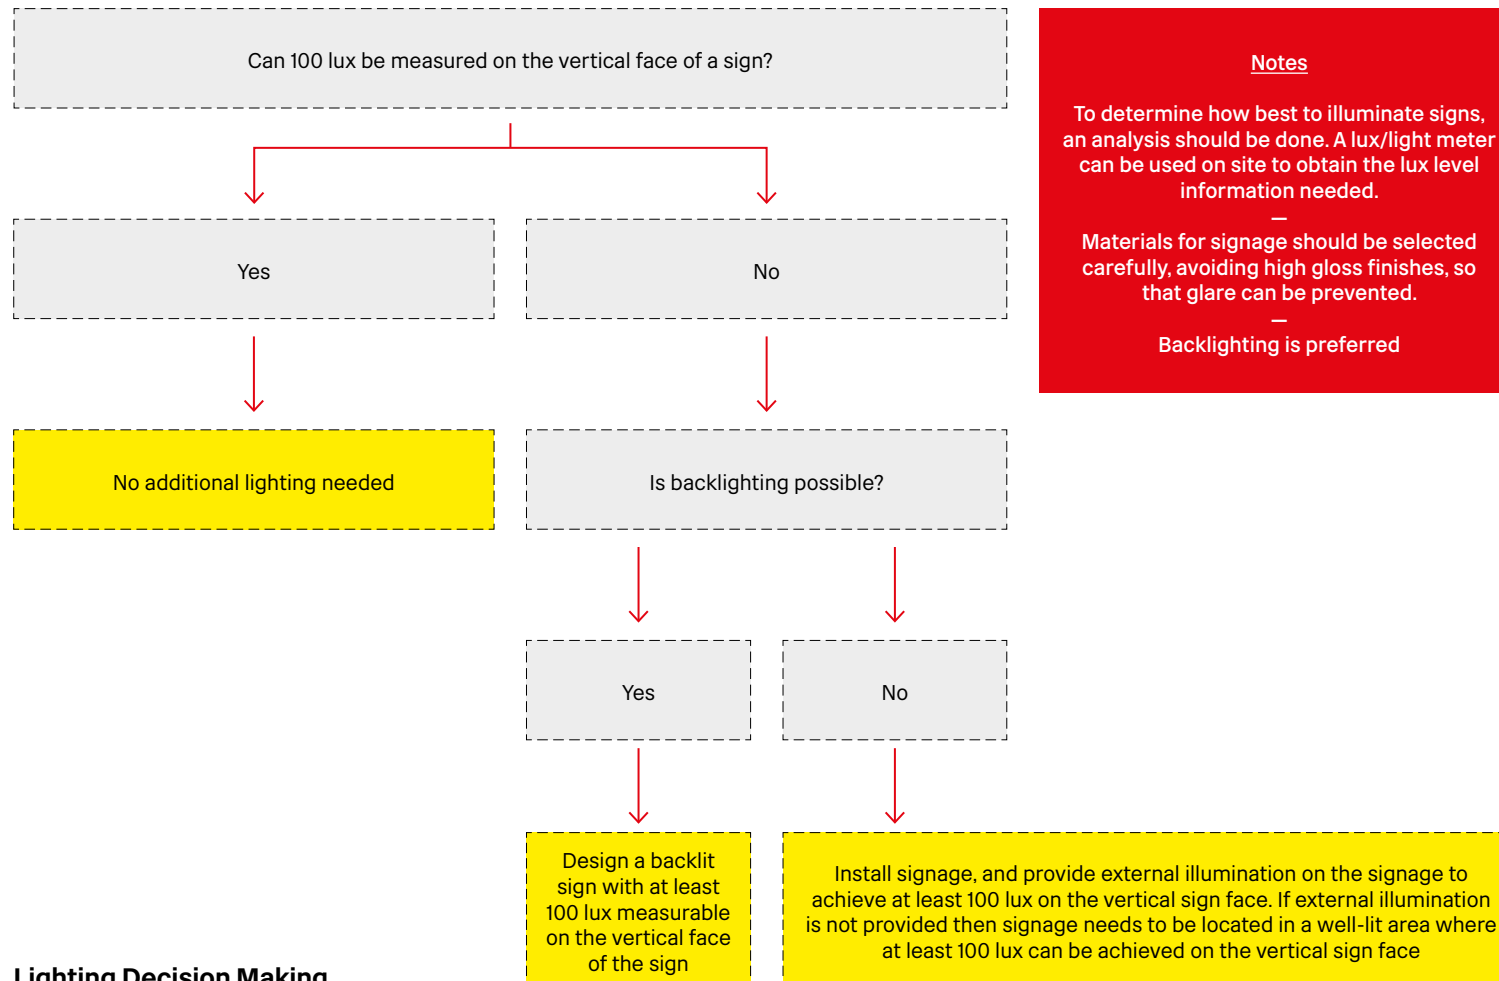 Can 100 lux be measured on the vertical face of a sign?
Notes
To determine how best to illuminate signs,
an analysis should be done. A lux/light meter
can be used on site to obtain the lux level
information needed.
—
Materials for signage should be selected
carefully, avoiding high gloss finishes, so
that glare can be prevented.
—
Backlighting is preferred
Yes
No
No additional lighting needed
Is backlighting possible?
Yes
No
Design a backlit
sign with at least
100 lux measurable
on the vertical face
of the sign
Install signage, and provide external illumination on the signage to
achieve at least 100 lux on the vertical sign face. If external illumination
is not provided then signage needs to be located in a well-lit area where
at least 100 lux can be achieved on the vertical sign face
Lighting Decision Making